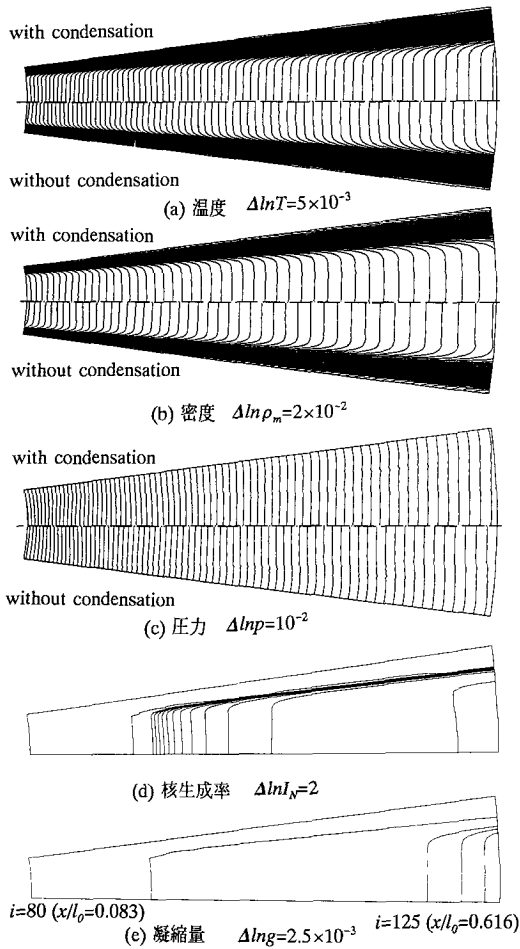 with condensation
without condensation
(a) 温度 ΔlnT=5×10⁻³
with condensation
without condensation
(b) 密度 Δlnρₘ=2×10⁻²
with condensation
without condensation
(c) 圧力 Δlnp=10⁻²
(d) 核生成率 ΔlnI_N=2
i=80 (x/l₀=0.083)
i=125 (x/l₀=0.616)
(e) 凝縮量 Δlng=2.5×10⁻³